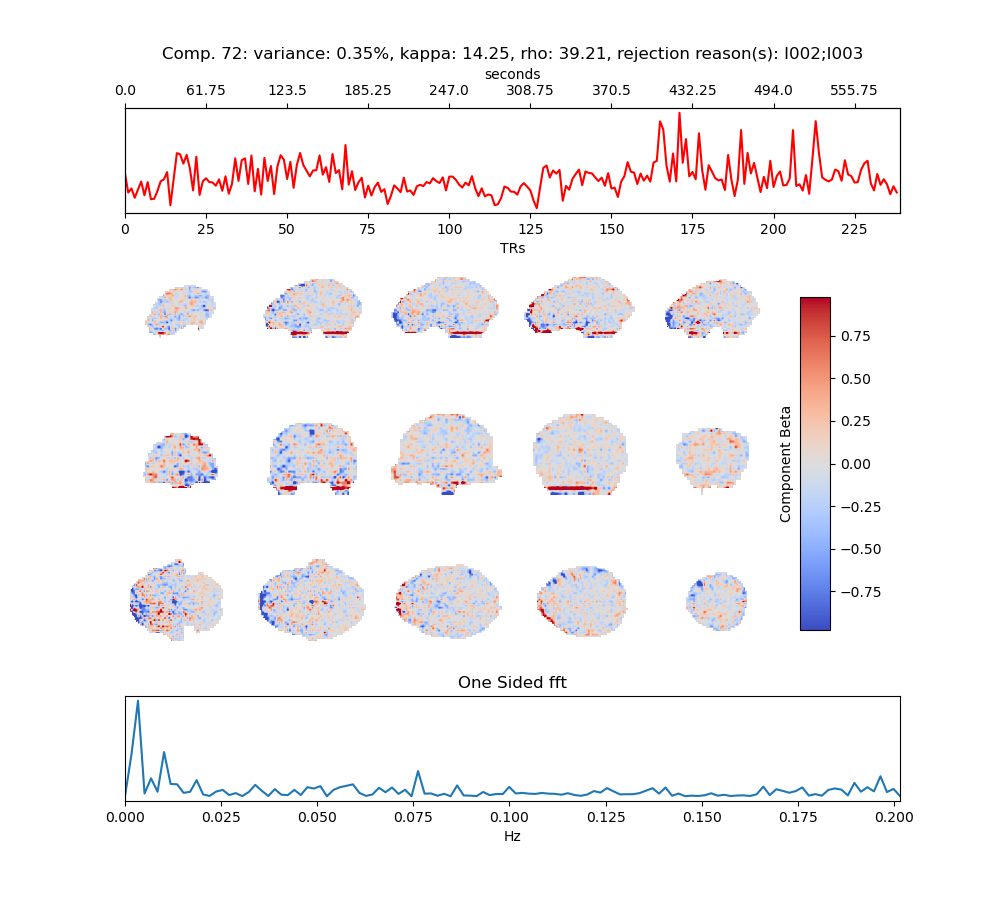 Comp. 72: variance: 0.35%, kappa: 14.25, rho: 39.21, rejection reason(s): I002;I003
seconds
0.0 61.75 123.5 185.25 247.0 308.75 370.5 432.25 494.0 555.75
0 25 50 75 100 125 150 175 200 225
TRs
0.75
0.50
0.25
0.00
−0.25
−0.50
−0.75
Component Beta
One Sided fft
0.000 0.025 0.050 0.075 0.100 0.125 0.150 0.175 0.200
Hz